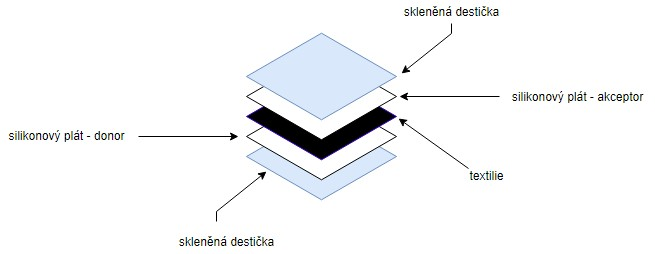 skleněná destička
silikonový plát - akceptor
silikonový plát - donor
textilie
skleněná destička